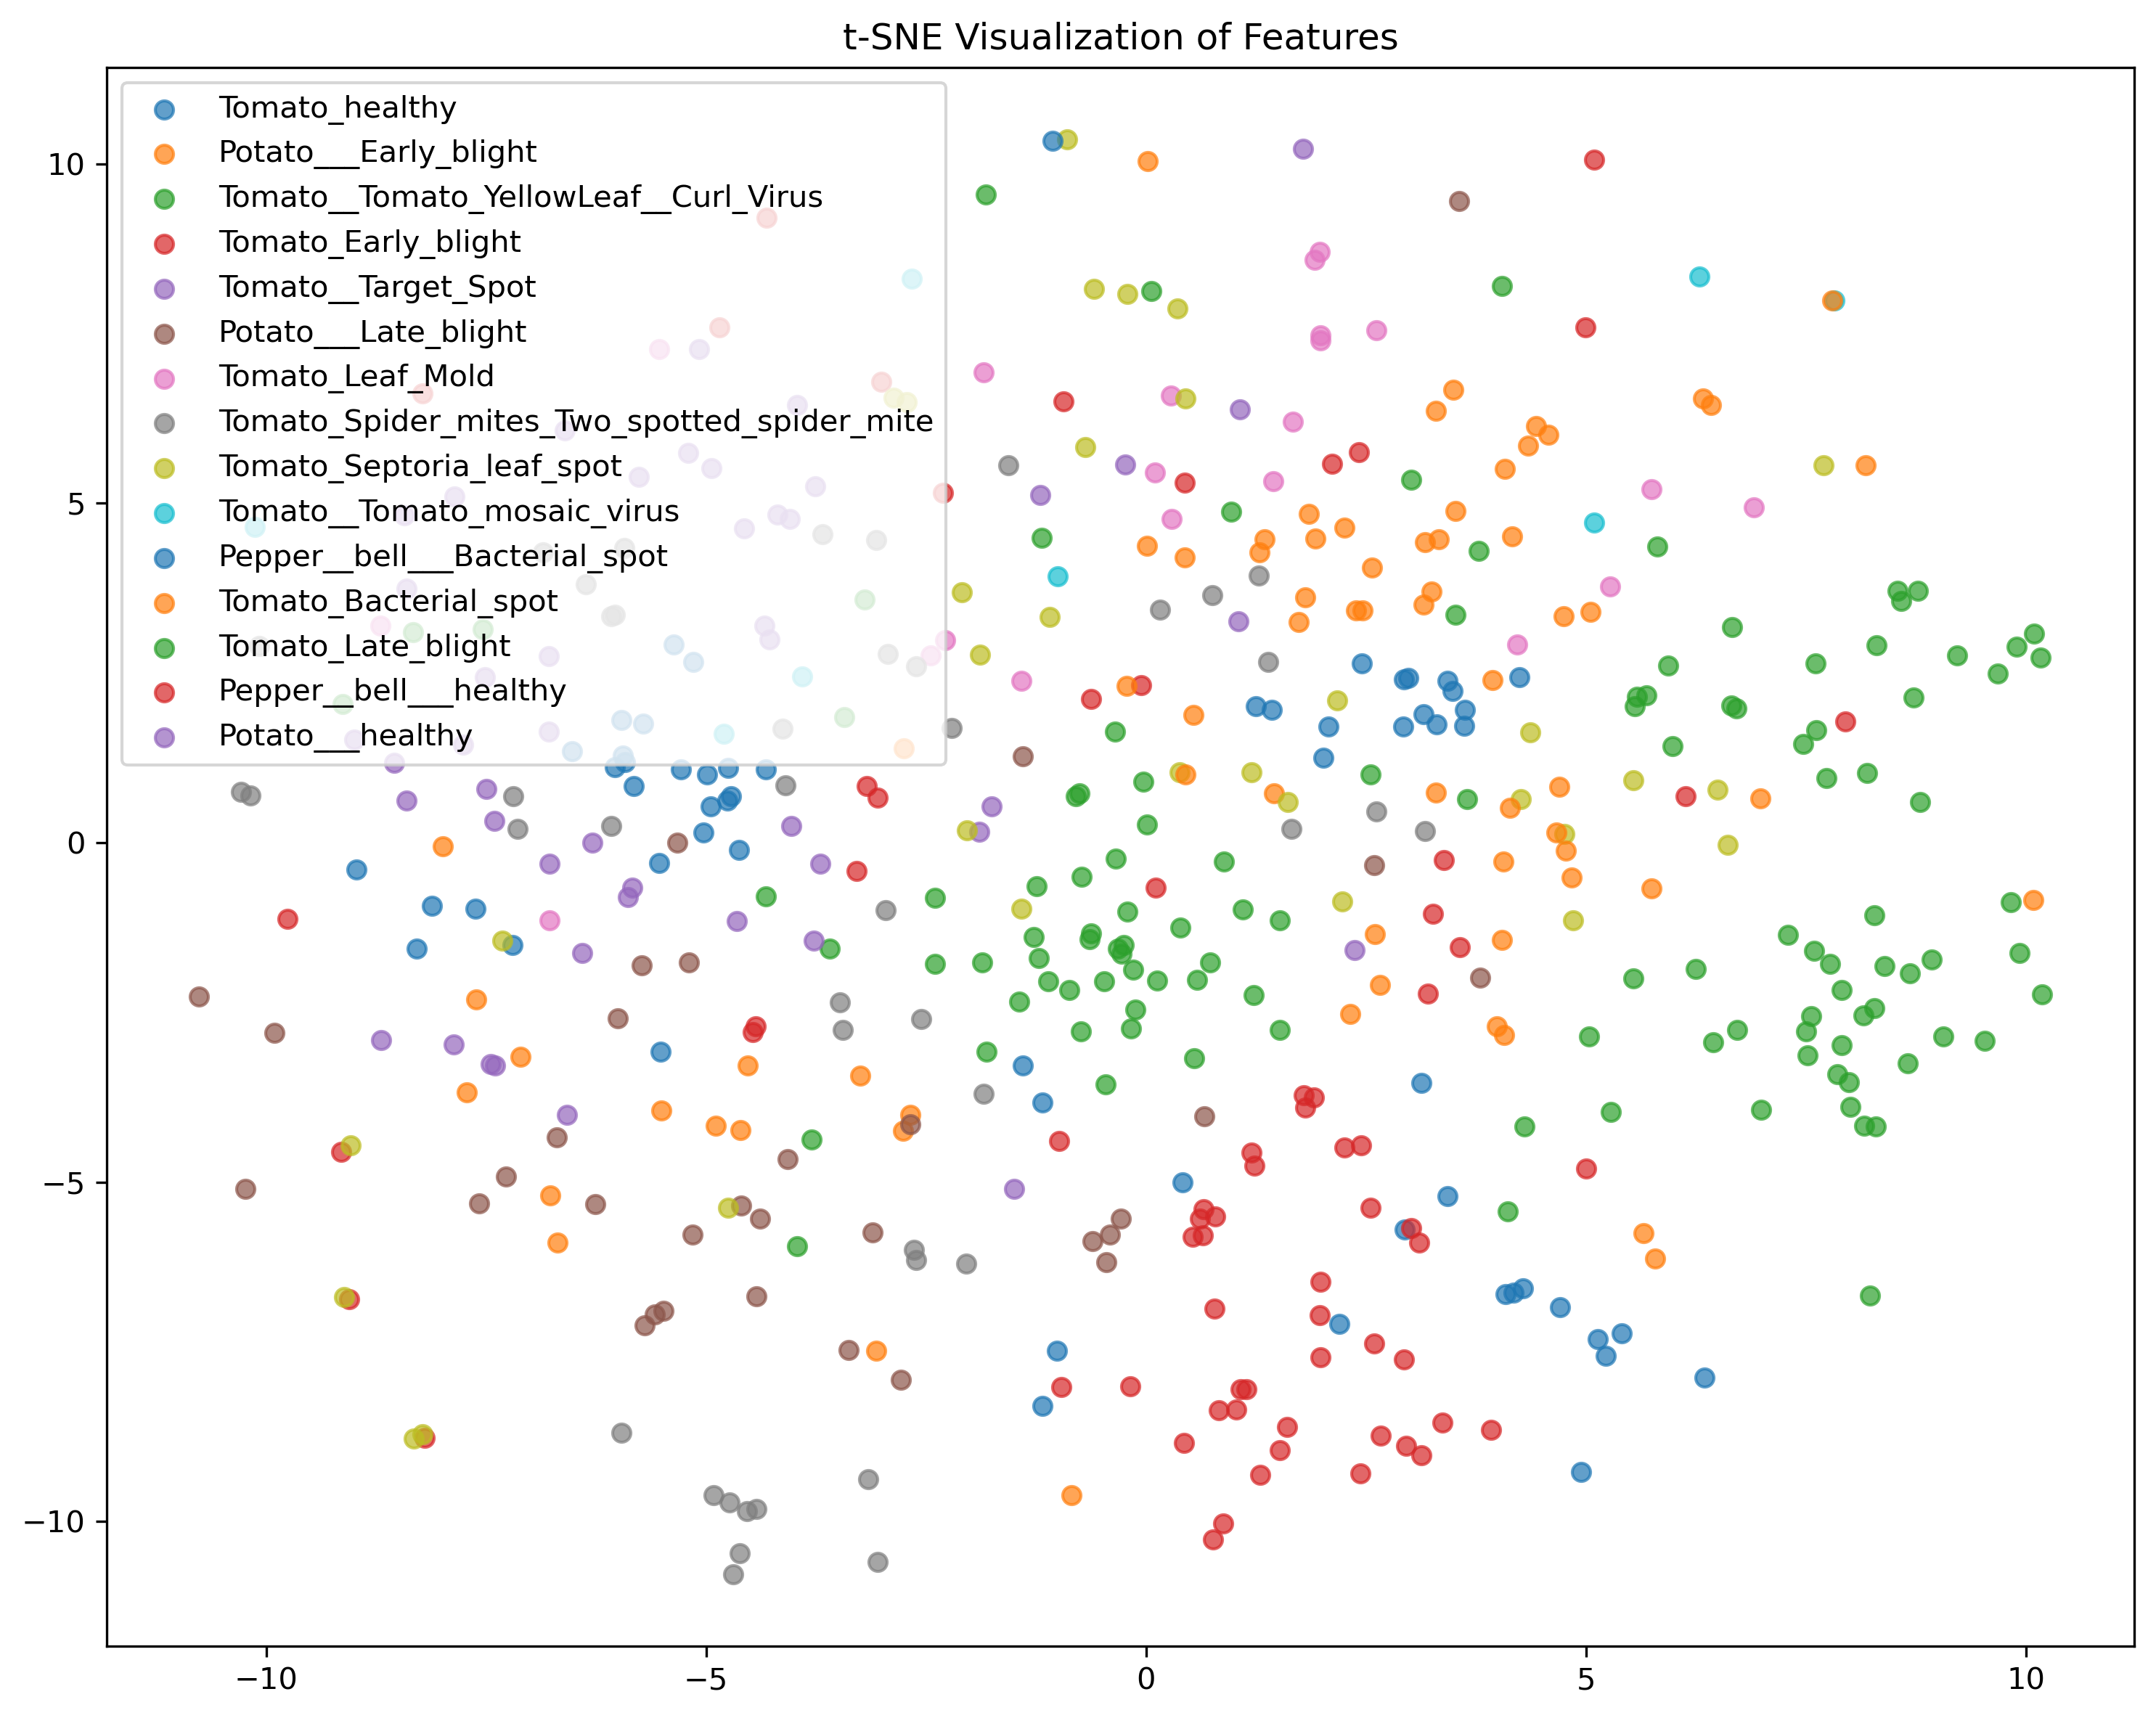 t-SNE Visualization of Features
Tomato_healthy
Potato___Early_blight
Tomato__Tomato_YellowLeaf__Curl_Virus
Tomato_Early_blight
Tomato__Target_Spot
Potato___Late_blight
Tomato_Leaf_Mold
Tomato_Spider_mites_Two_spotted_spider_mite
Tomato_Septoria_leaf_spot
Tomato__Tomato_mosaic_virus
Pepper__bell___Bacterial_spot
Tomato_Bacterial_spot
Tomato_Late_blight
Pepper__bell___healthy
Potato___healthy
10
5
0
−5
−10
−10 −5 0 5 10